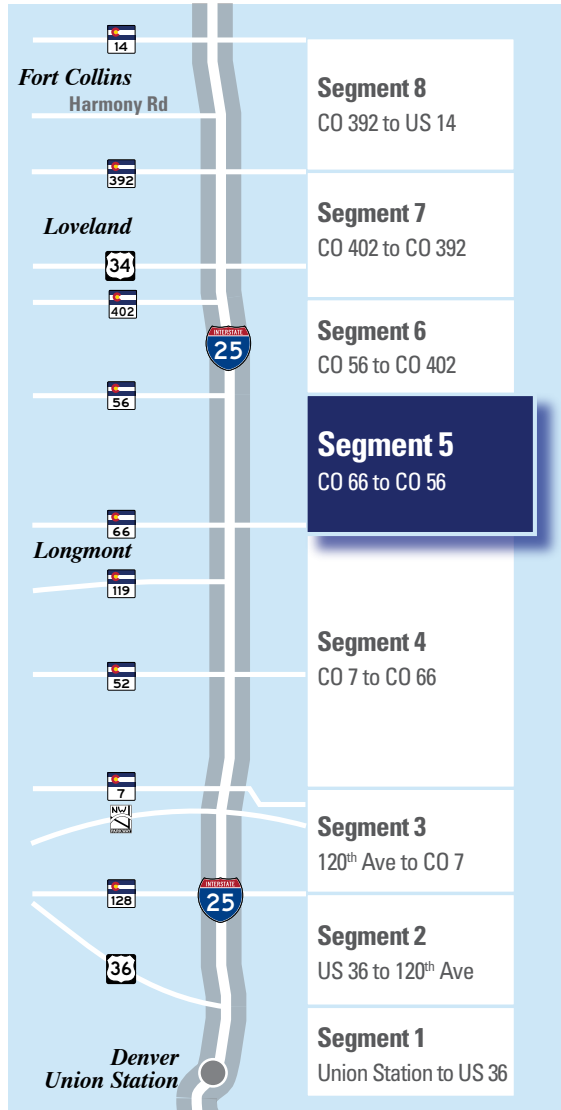 14
Fort Collins
Harmony Rd
Segment 8
CO 392 to US 14
392
Segment 7
CO 402 to CO 392
Loveland
34
402
Segment 6
CO 56 to CO 402
INTERSTATE
25
56
Segment 5
CO 66 to CO 56
66
Longmont
119
Segment 4
CO 7 to CO 66
52
7
NW
PARKWAY
Segment 3
120th Ave to CO 7
128
INTERSTATE
25
Segment 2
US 36 to 120th Ave
36
Segment 1
Union Station to US 36
Denver
Union Station